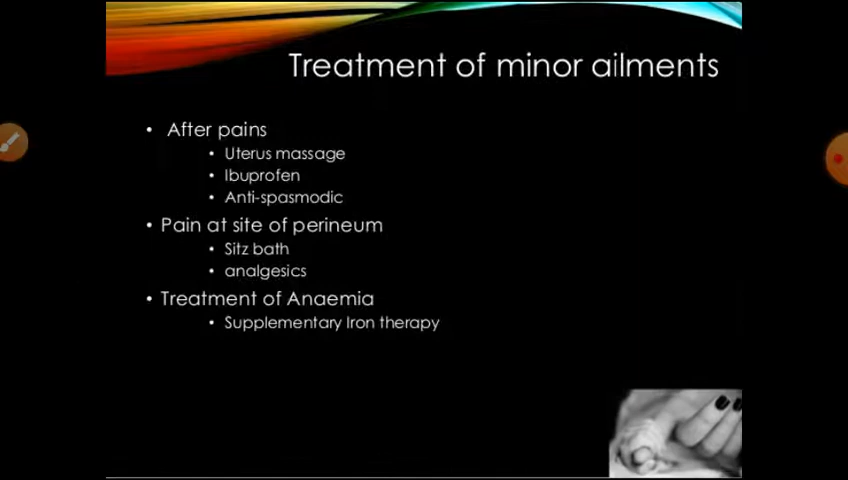 Treatment of minor ailments
• After pains
• Uterus massage
• Ibuprofen
• Anti-spasmodic
• Pain at site of perineum
• Sitz bath
• analgesics
• Treatment of Anaemia
• Supplementary Iron therapy